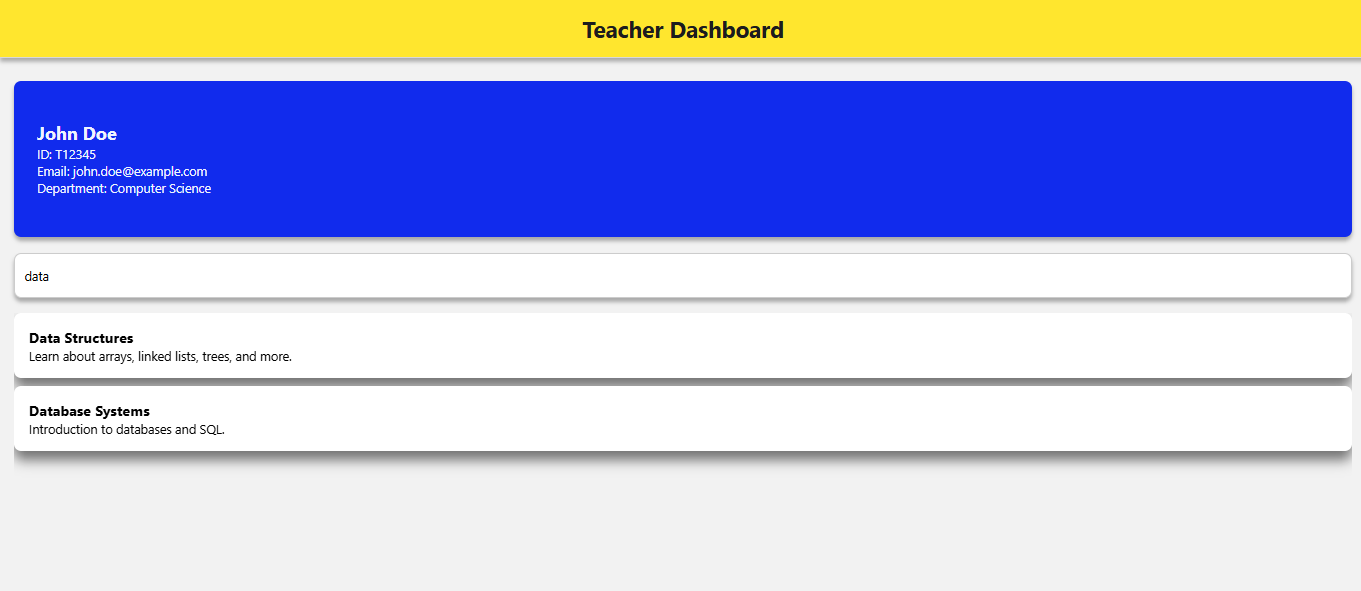 Teacher Dashboard
John Doe
ID: T12345
Email: john.doe@example.com
Department: Computer Science
data
Data Structures
Learn about arrays, linked lists, trees, and more.
Database Systems
Introduction to databases and SQL.